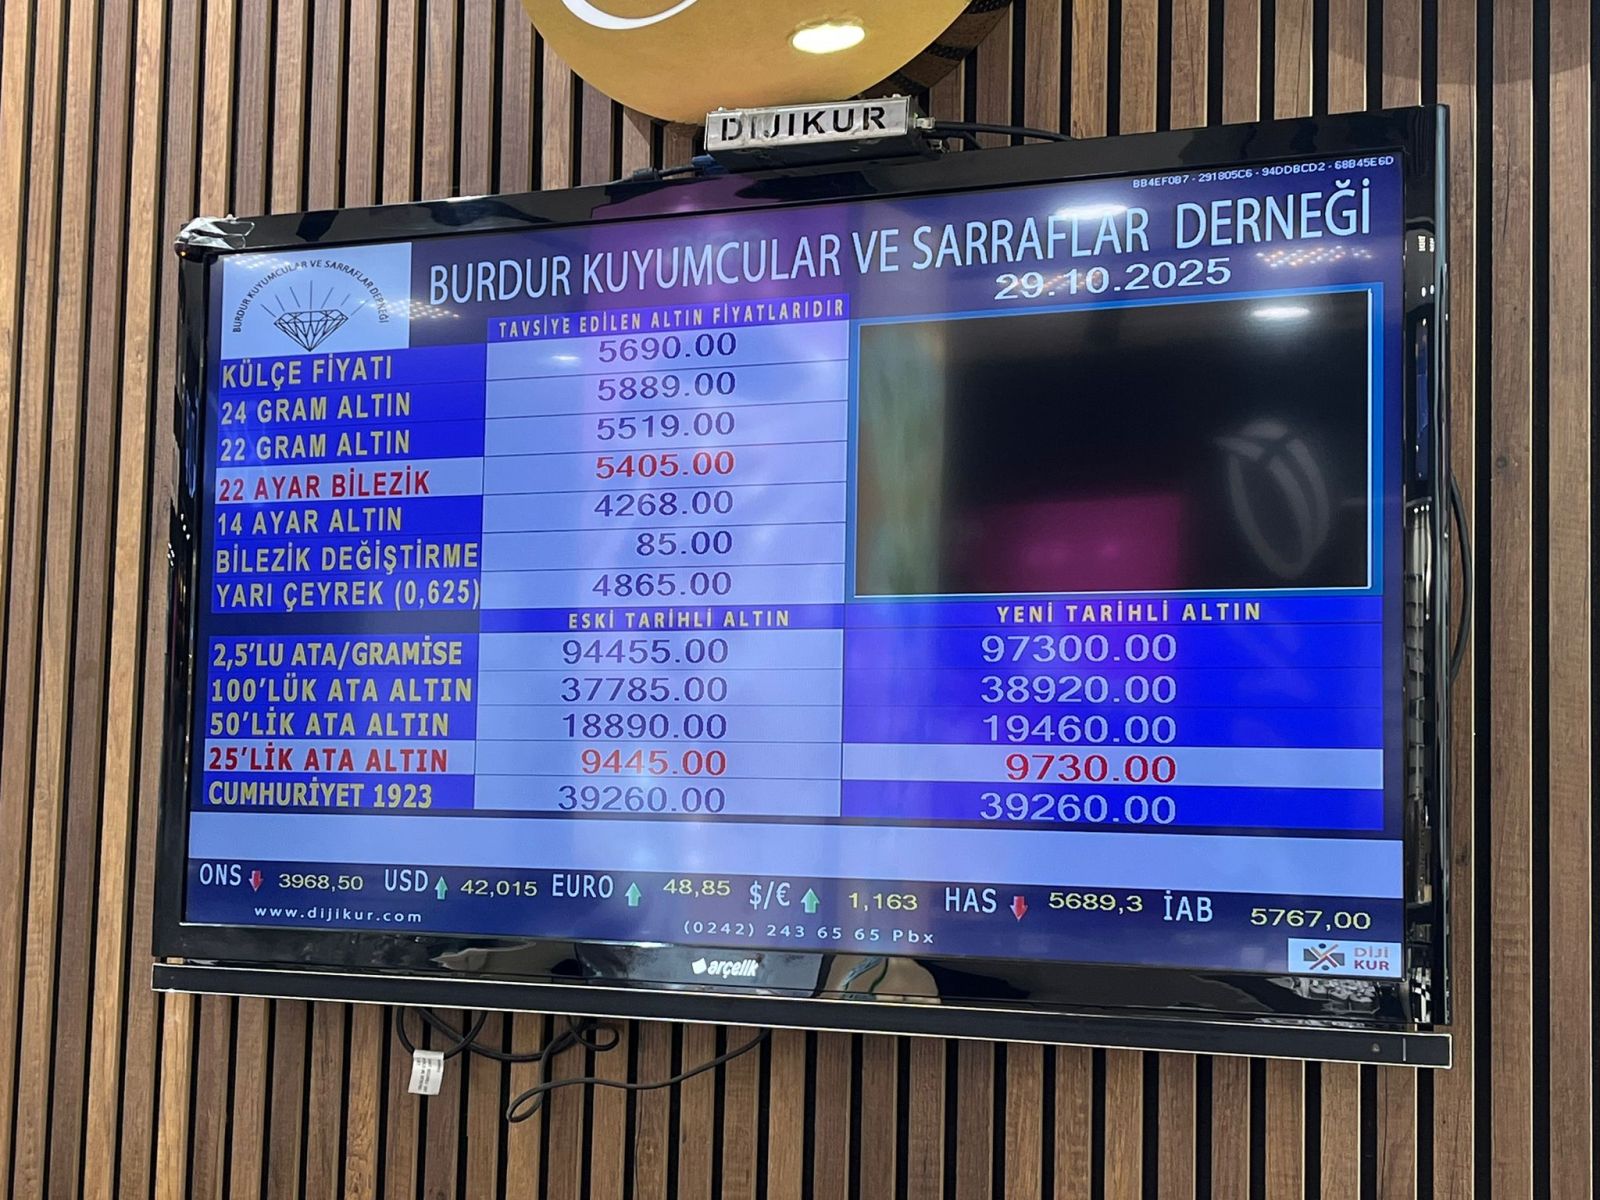 DIJIKUR
BB4EF0B7 - 291805C6 - 94DDBCD2 - 68B45E6D
BURDUR KUYUMCULAR VE SARRAFLAR DERNEĞİ
29.10.2025
BURDUR KUYUMCULAR VE SARRAFLAR DERNEĞİ
TAVSİYE EDİLEN ALTIN FİYATLARIDIR
KÜLÇE FİYATI 5690.00
24 GRAM ALTIN 5889.00
22 GRAM ALTIN 5519.00
22 AYAR BİLEZİK 5405.00
14 AYAR ALTIN 4268.00
BİLEZİK DEĞİŞTİRME 85.00
YARI ÇEYREK (0,625) 4865.00
ESKİ TARİHLİ ALTIN YENİ TARİHLİ ALTIN
2,5'LU ATA/GRAMİSE 94455.00 97300.00
100'LÜK ATA ALTIN 37785.00 38920.00
50'LİK ATA ALTIN 18890.00 19460.00
25'LİK ATA ALTIN 9445.00 9730.00
CUMHURİYET 1923 39260.00 39260.00
ONS 3968,50 USD 42,015 EURO 48,85 $/€ 1,163 HAS 5689,3 İAB 5767,00
www.dijikur.com (0242) 243 65 65 Pbx
DİJİ
KUR
arçelik